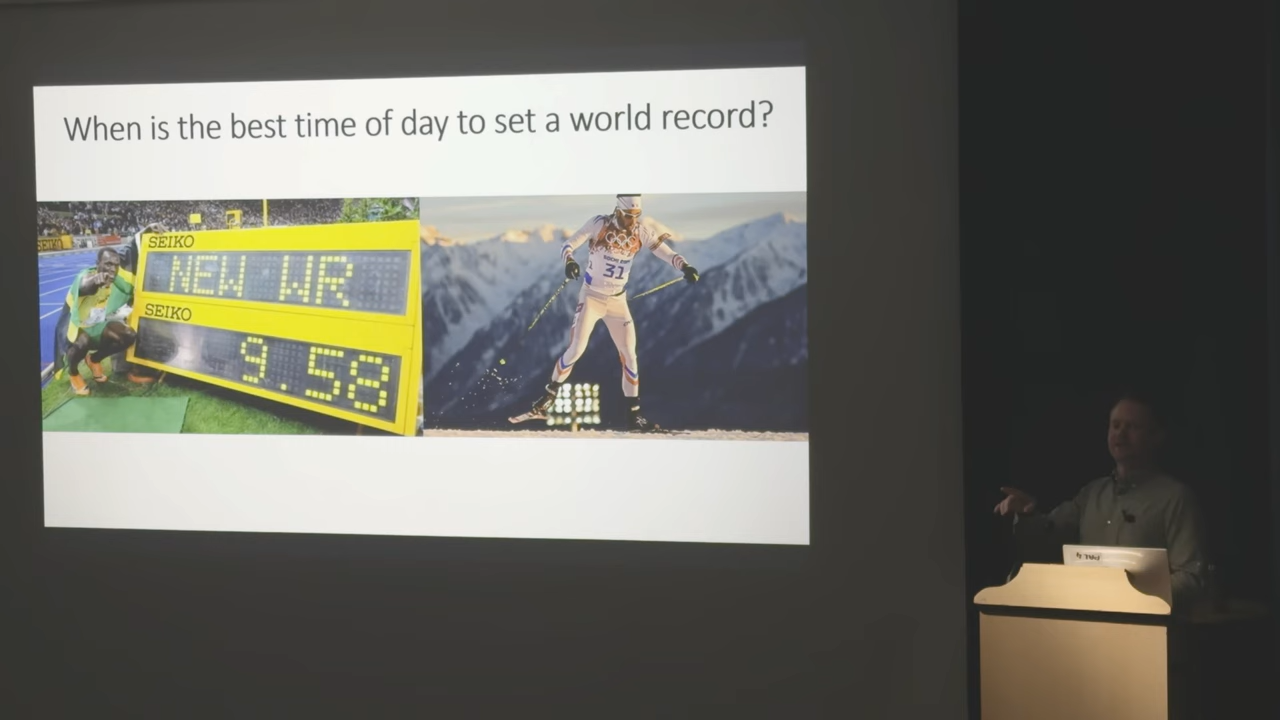 When is the best time of day to set a world record?
SEIKO
NEW WR
SEIKO
9.58
31